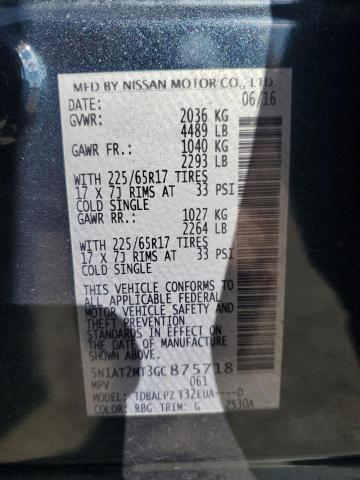 MFD BY NISSAN MOTOR CO., LTD.
DATE: 06/16
GVWR: 2036 KG
4489 LB
GAWR FR.: 1040 KG
2293 LB
WITH 225/65R17 TIRES
17 X 7J RIMS AT 33 PSI
COLD SINGLE
GAWR RR.: 1027 KG
2264 LB
WITH 225/65R17 TIRES
17 X 7J RIMS AT 33 PSI
COLD SINGLE
THIS VEHICLE CONFORMS TO
ALL APPLICABLE FEDERAL
MOTOR VEHICLE SAFETY AND
THEFT PREVENTION
STANDARDS IN EFFECT ON
THE DATE OF MANUFACTURE
SHOWN ABOVE.
5N1AT2MT3GC875718
MPV 061
MODEL: TDBALPZ T32EUA----D
COLOR: RBG TRIM: G Z530A